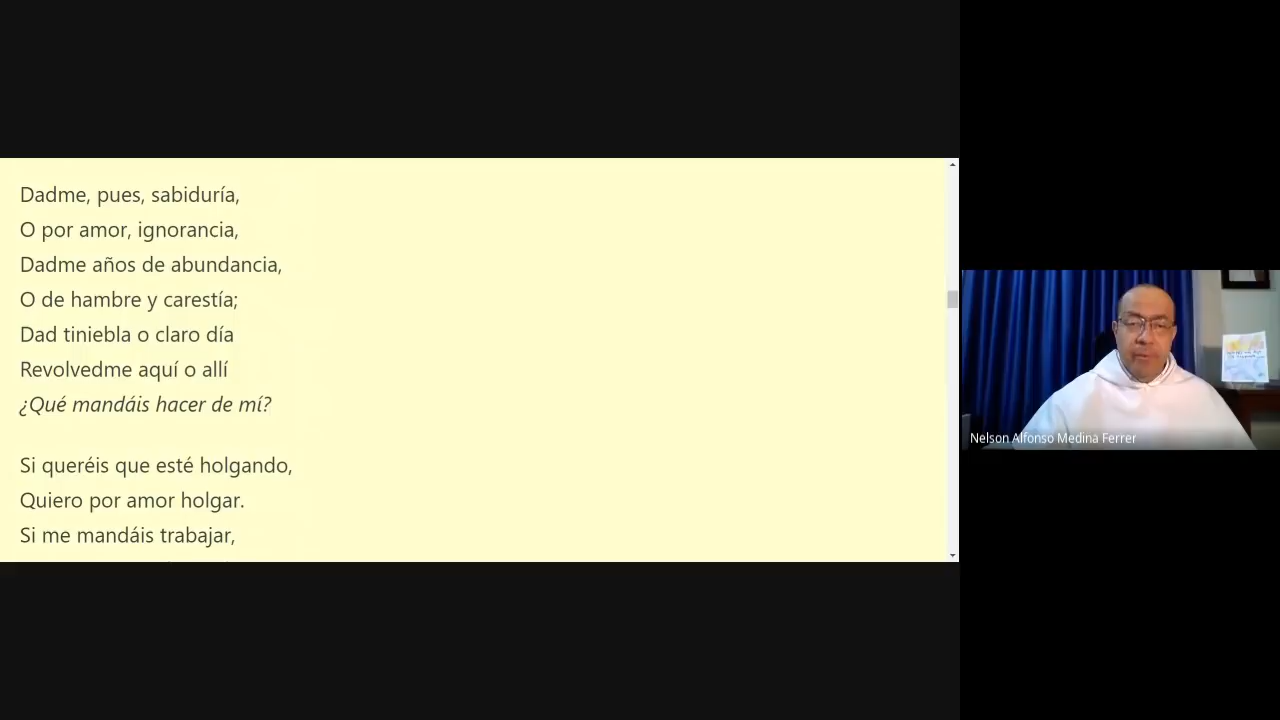 Dadme, pues, sabiduría,
O por amor, ignorancia,
Dadme años de abundancia,
O de hambre y carestía;
Dad tiniebla o claro día
Revolvedme aquí o allí
¿Qué mandáis hacer de mí?
Si queréis que esté holgando,
Quiero por amor holgar.
Si me mandáis trabajar,
Nelson Alfonso Medina Ferrer